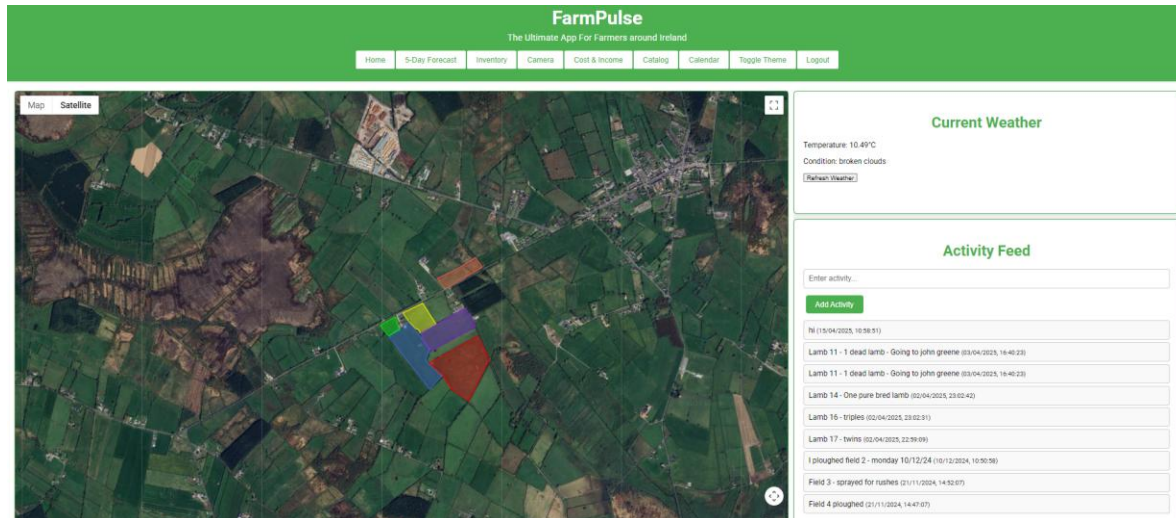 FarmPulse
The Ultimate App For Farmers around Ireland
Home 5-Day Forecast Inventory Camera Cost & Income Catalog Calendar Toggle Theme Logout
Map Satellite
Current Weather
Temperature: 10.49°C
Condition: broken clouds
Refresh Weather
Activity Feed
Enter activity...
Add Activity
hi (15/04/2025, 10:58:51)
Lamb 11 - 1 dead lamb - Going to john greene (03/04/2025, 16:40:23)
Lamb 11 - 1 dead lamb - Going to john greene (03/04/2025, 16:40:23)
Lamb 14 - One pure bred lamb (02/04/2025, 23:02:42)
Lamb 16 - triples (02/04/2025, 23:02:31)
Lamb 17 - twins (02/04/2025, 22:59:09)
I ploughed field 2 - monday 10/12/24 (10/12/2024, 10:50:58)
Field 3 - sprayed for rushes (21/11/2024, 14:52:07)
Field 4 ploughed (21/11/2024, 14:47:07)